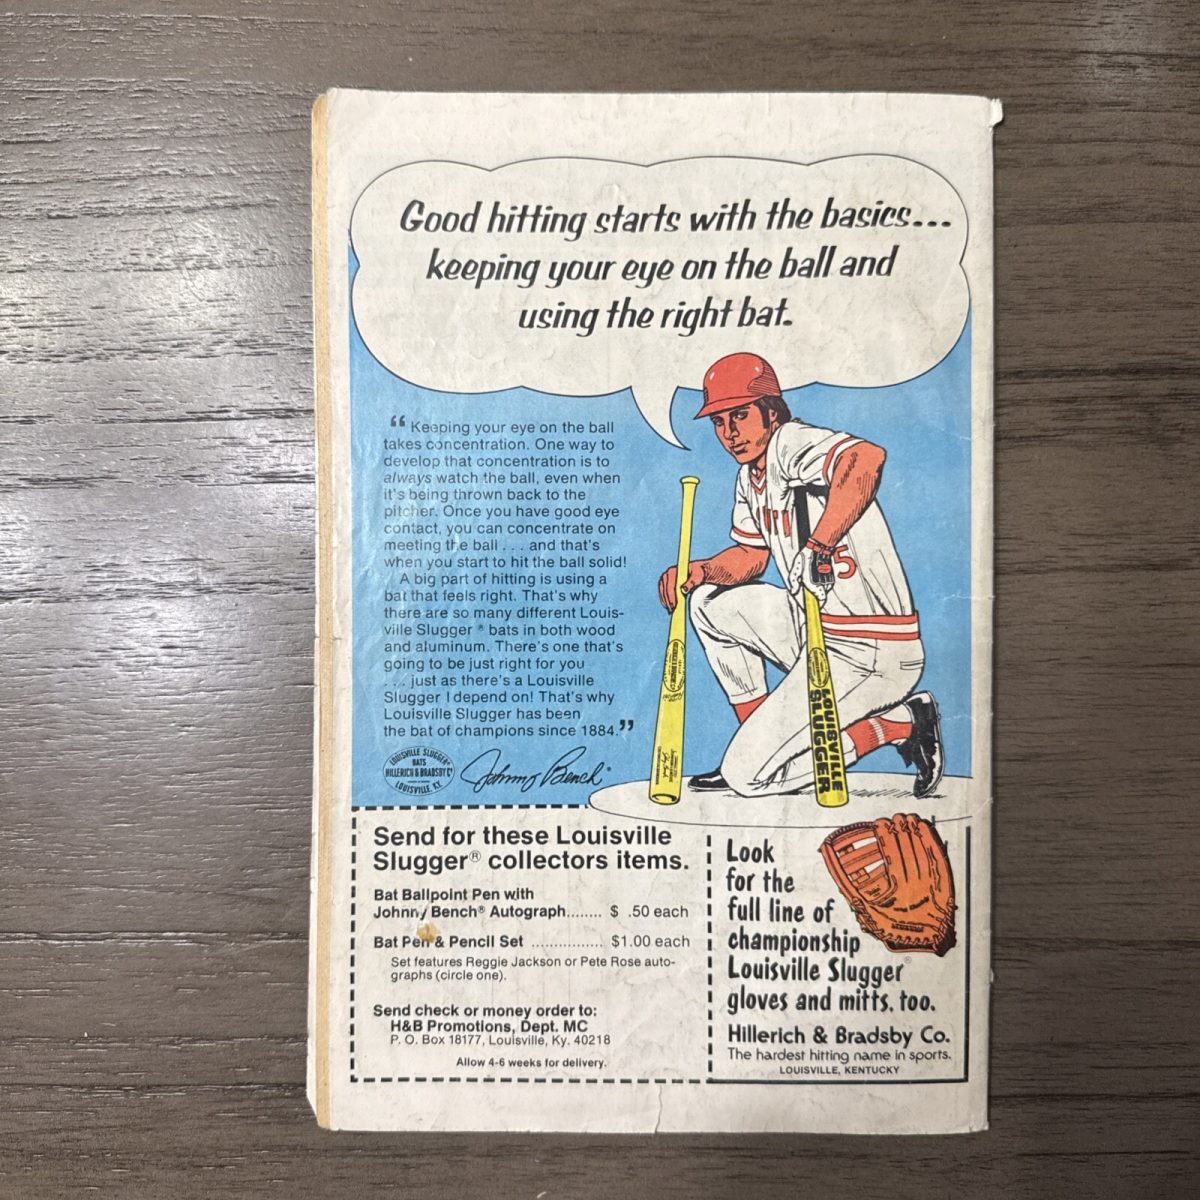 Good hitting starts with the basics...
keeping your eye on the ball and
using the right bat.
“Keeping your eye on the ball
takes concentration. One way to
develop that concentration is to
always watch the ball, even when
it's being thrown back to the
pitcher. Once you have good eye
contact, you can concentrate on
meeting the ball . . . and that's
when you start to hit the ball solid!
A big part of hitting is using a
bat that feels right. That's why
there are so many different Louis-
ville Slugger® bats in both wood
and aluminum. There's one that's
going to be just right for you
. . . just as there's a Louisville
Slugger I depend on! That's why
Louisville Slugger has been
the bat of champions since 1884.”
LOUISVILLE SLUGGER®
BATS
HILLERICH & BRADSBY Co
LOUISVILLE, KY.
Johnny Bench®
5
LOUISVILLE
SLUGGER
Send for these Louisville
Slugger® collectors items.
Bat Ballpoint Pen with
Johnny Bench® Autograph........ $ .50 each
Bat Pen & Pencil Set ................ $1.00 each
Set features Reggie Jackson or Pete Rose auto-
graphs (circle one).
Send check or money order to:
H&B Promotions, Dept. MC
P. O. Box 18177, Louisville, Ky. 40218
Allow 4-6 weeks for delivery.
Look
for the
full line of
championship
Louisville Slugger®
gloves and mitts, too.
Hillerich & Bradsby Co.
The hardest hitting name in sports.
LOUISVILLE, KENTUCKY